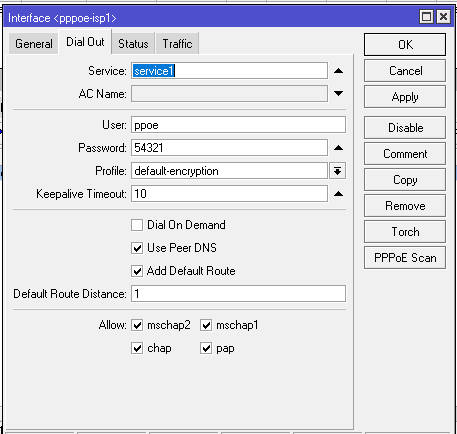 Interface <pppoe-isp1>
General Dial Out Status Traffic
Service: service1
AC Name:
User: ppoe
Password: 54321
Profile: default-encryption
Keepalive Timeout: 10
Dial On Demand
Use Peer DNS
Add Default Route
Default Route Distance: 1
Allow: mschap2 mschap1
chap pap
OK
Cancel
Apply
Disable
Comment
Copy
Remove
Torch
PPPoE Scan